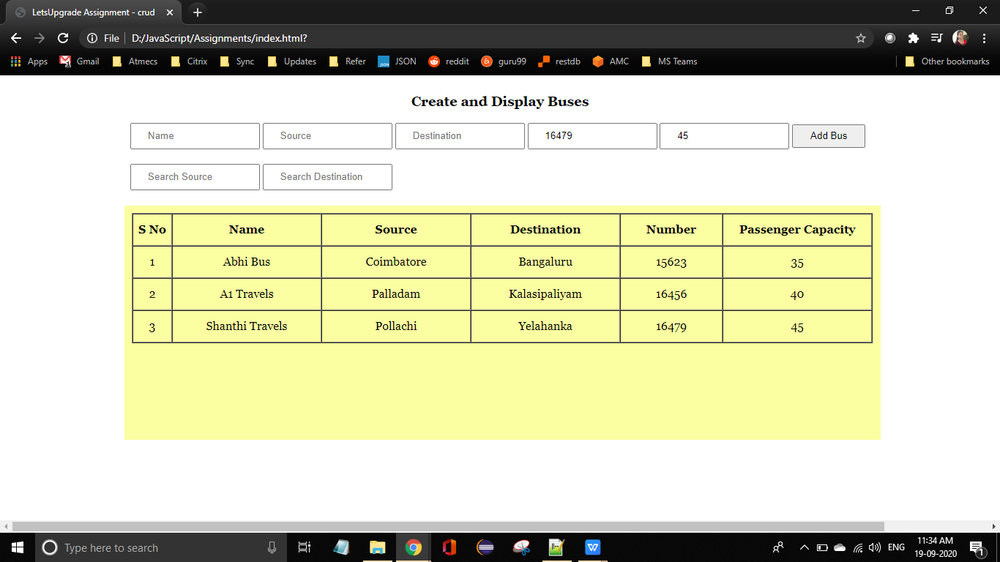 LetsUpgrade Assignment - crud
File D:/JavaScript/Assignments/index.html?
Apps Gmail Atmecs Citrix Sync Updates Refer JSON reddit guru99 restdb AMC MS Teams Other bookmarks
Create and Display Buses
Name Source Destination 16479 45 Add Bus
Search Source Search Destination
S No Name Source Destination Number Passenger Capacity
1 Abhi Bus Coimbatore Bangaluru 15623 35
2 A1 Travels Palladam Kalasipaliyam 16456 40
3 Shanthi Travels Pollachi Yelahanka 16479 45
Type here to search ENG 11:34 AM
19-09-2020 1